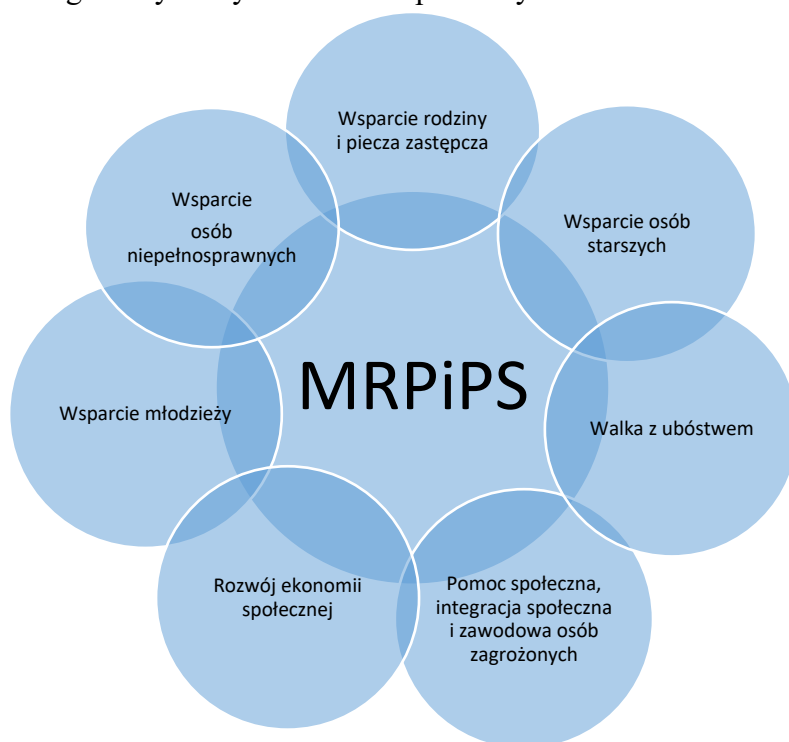 Wsparcie rodziny
i piecza zastępcza
Wsparcie osób
starszych
Walka z ubóstwem
Pomoc społeczna,
integracja społeczna
i zawodowa osób
zagrożonych
Rozwój ekonomii
społecznej
Wsparcie młodzieży
Wsparcie
osób
niepełnosprawnych
MRPiPS